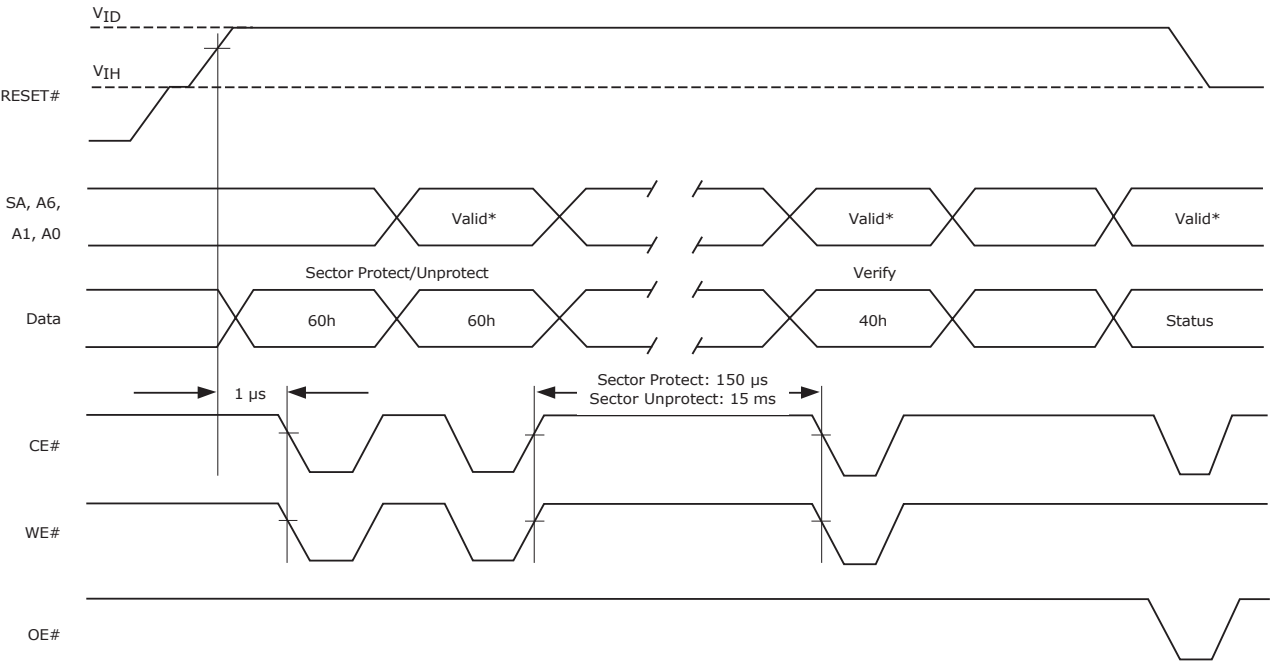 VID
VIH
RESET#
SA, A6,
A1, A0
Valid*
Valid*
Valid*
Sector Protect/Unprotect
Verify
Data
60h
60h
40h
Status
1 µs
Sector Protect: 150 µs
Sector Unprotect: 15 ms
CE#
WE#
OE#